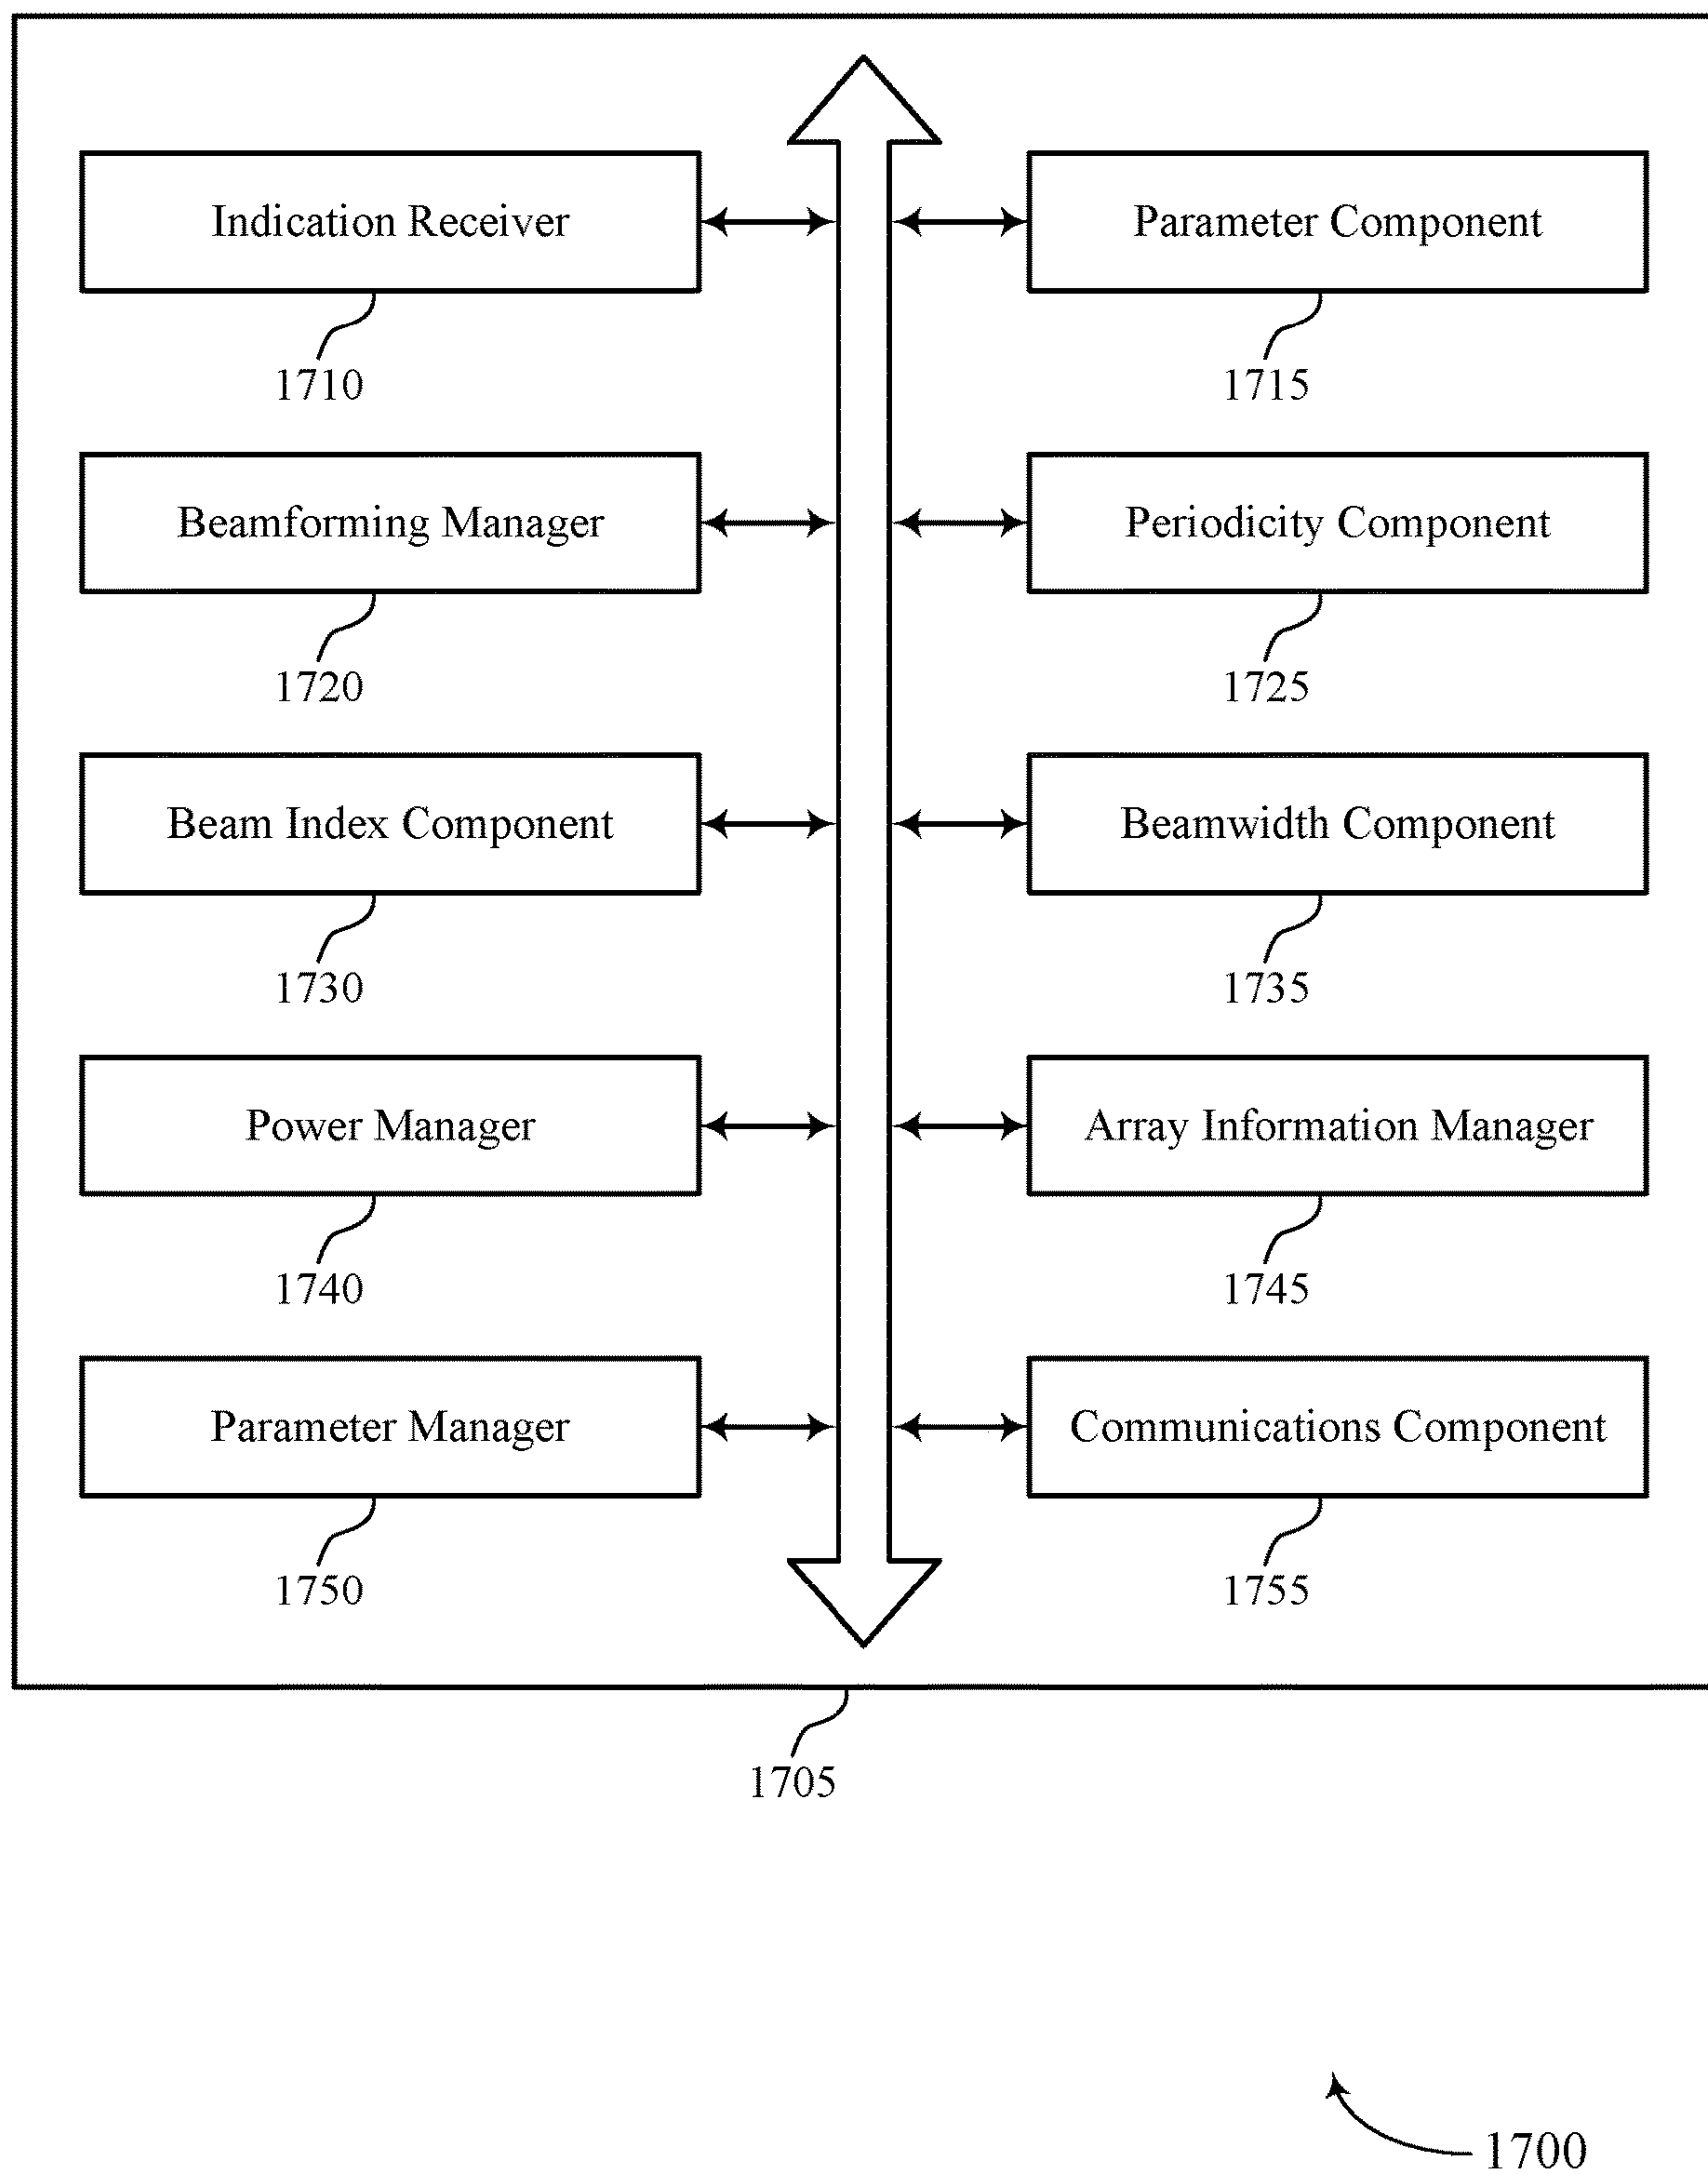 Indication Receiver
Parameter Component
1710
1715
Beamforming Manager
Periodicity Component
1720
1725
Beam Index Component
Beamwidth Component
1730
1735
Power Manager
Array Information Manager
1740
1745
Parameter Manager
Communications Component
1750
1755
1705
1700